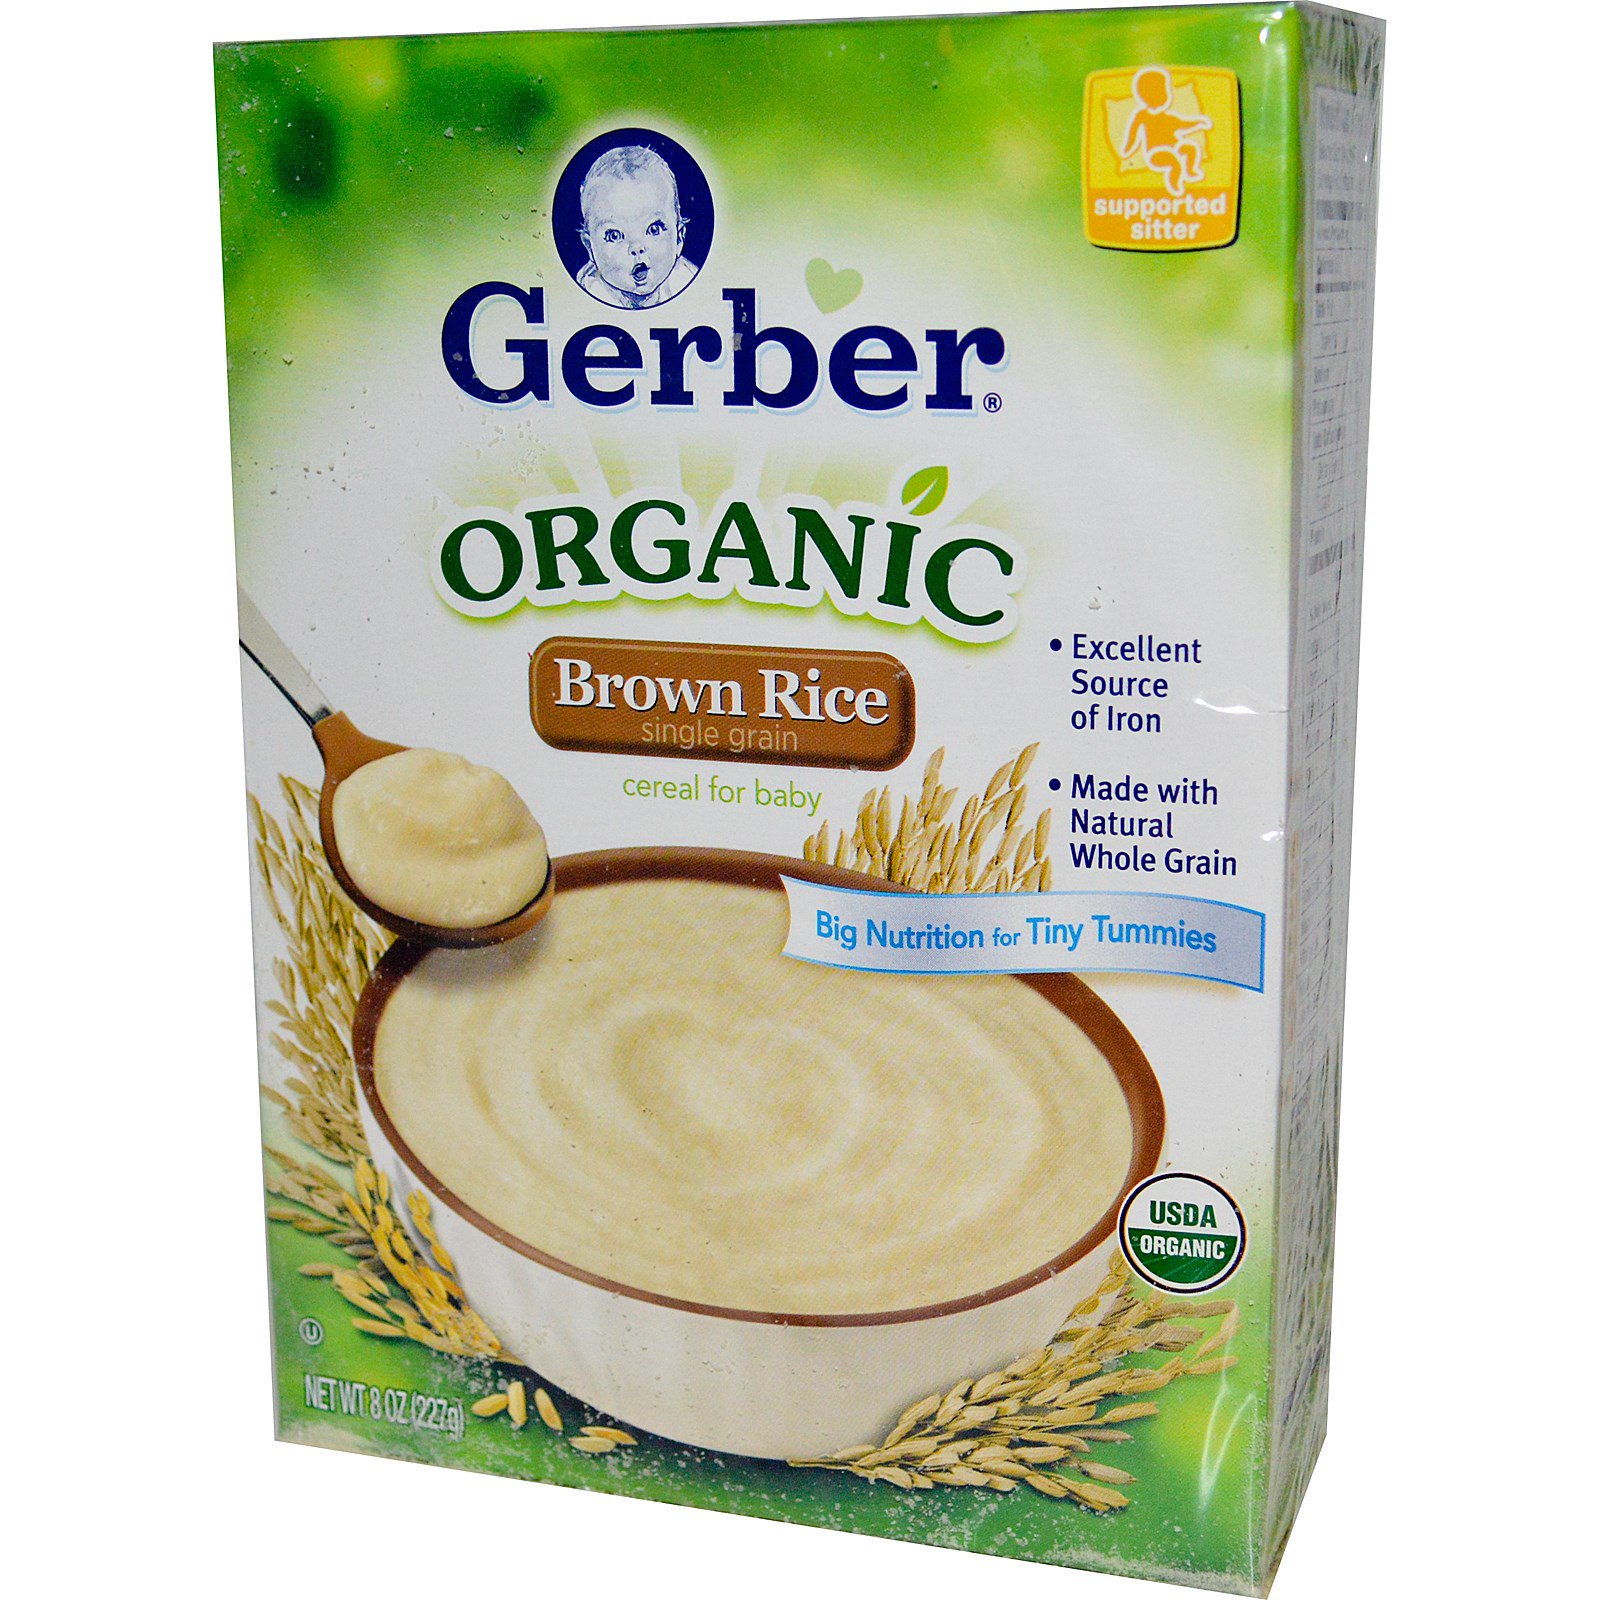 supported
sitter
Gerber®
ORGANIC
Brown Rice
single grain
cereal for baby
• Excellent
Source
of Iron
• Made with
Natural
Whole Grain
Big Nutrition for Tiny Tummies
USDA
ORGANIC
U
NET WT 8 OZ (227g)